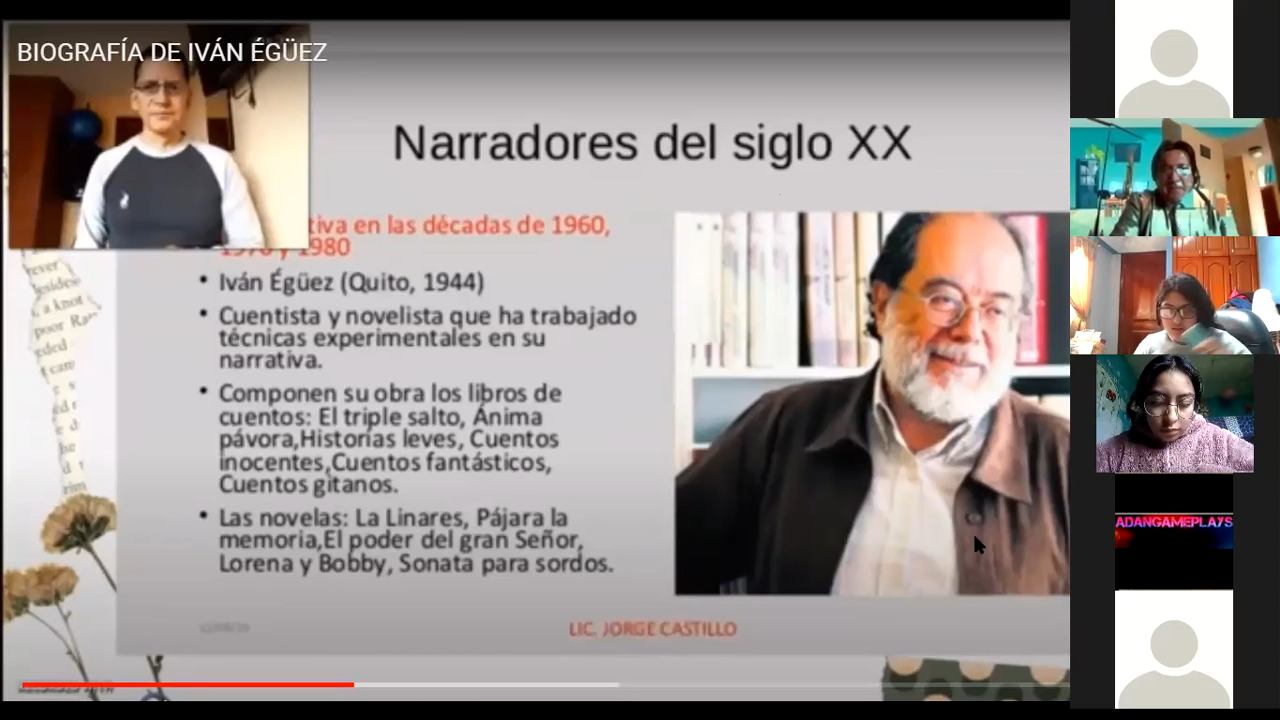 BIOGRAFÍA DE IVÁN ÉGÜEZ
Narradores del siglo XX
en las décadas de 1960,
y 1980
• Iván Égüez (Quito, 1944)
• Cuentista y novelista que ha trabajado
técnicas experimentales en su
narrativa.
• Componen su obra los libros de
cuentos: El triple salto, Ánima
pávora,Historias leves, Cuentos
inocentes,Cuentos fantásticos,
Cuentos gitanos.
• Las novelas: La Linares, Pájara la
memoria,El poder del gran Señor,
Lorena y Bobby, Sonata para sordos.
LIC. JORGE CASTILLO
a knot
poor
ADANGAMEPLAYS